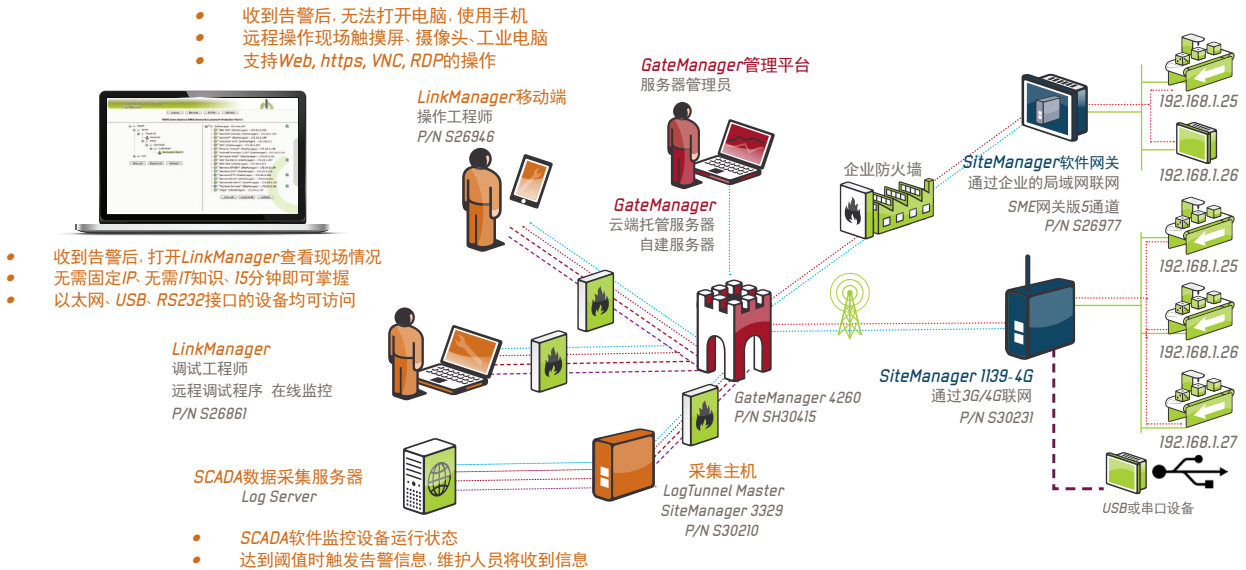 收到告警后, 无法打开电脑, 使用手机
远程操作现场触摸屏、摄像头、工业电脑
支持Web, https, VNC, RDP的操作
LinkManager移动端
操作工程师
P/N S26946
GateManager管理平台
服务器管理员
GateManager
云端托管服务器
自建服务器
企业防火墙
SiteManager软件网关
通过企业的局域网联网
SME网关版5通道
P/N S26977
192.168.1.25
192.168.1.26
收到告警后, 打开LinkManager查看现场情况
无需固定IP、无需IT知识、15分钟即可掌握
以太网、USB、RS232接口的设备均可访问
LinkManager
调试工程师
远程调试程序 在线监控
P/N S26861
GateManager 4260
P/N SH30415
SiteManager 1139-4G
通过3G/4G联网
P/N S30231
192.168.1.25
192.168.1.26
192.168.1.27
USB或串口设备
SCADA数据采集服务器
Log Server
采集主机
LogTunnel Master
SiteManager 3329
P/N S30210
SCADA软件监控设备运行状态
达到阈值时触发告警信息, 维护人员将收到信息